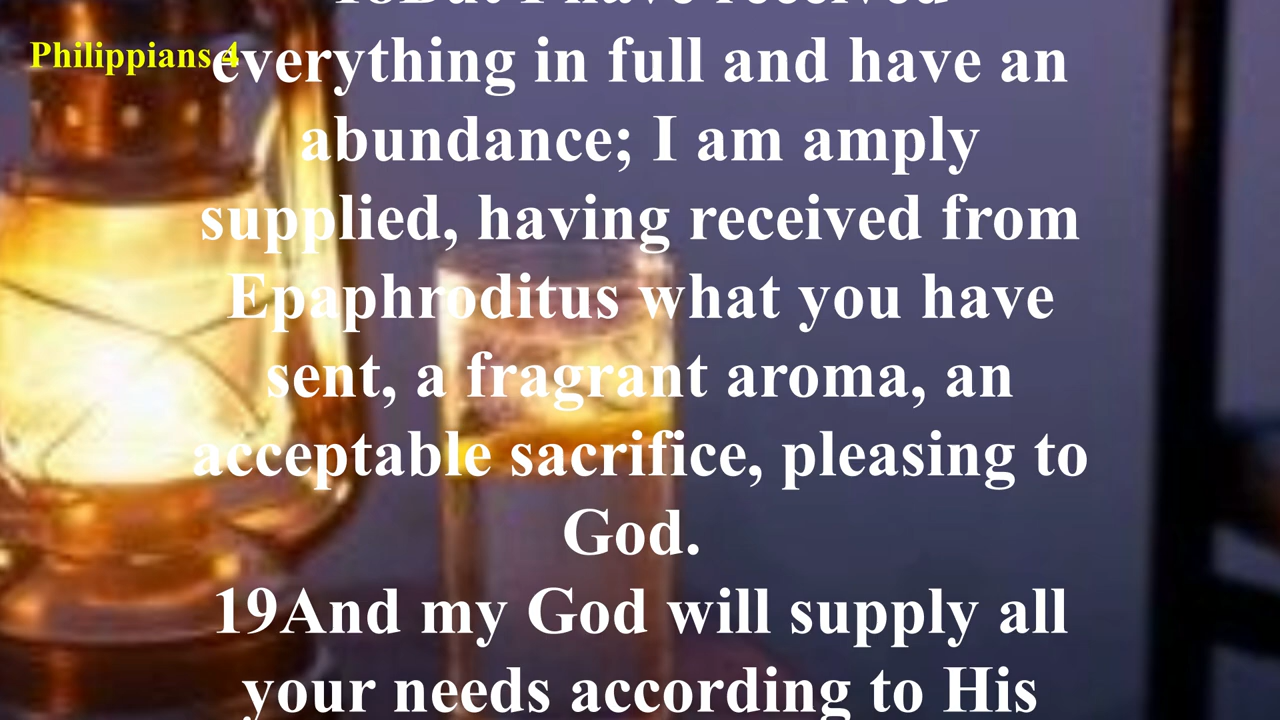 18But I have received
Philippians 4
everything in full and have an
abundance; I am amply
supplied, having received from
Epaphroditus what you have
sent, a fragrant aroma, an
acceptable sacrifice, pleasing to
God.
19And my God will supply all
your needs according to His